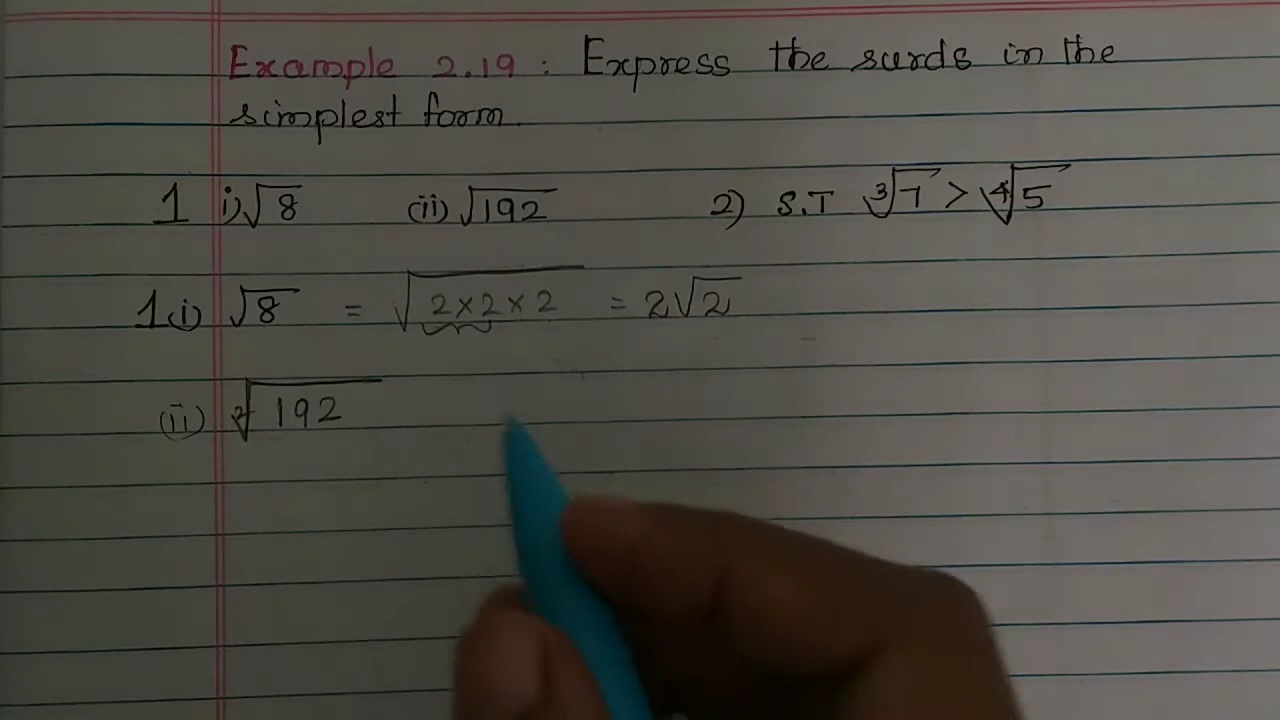 Example 2.19 : Express the surds in the
simplest form.
1 i) √8 (ii) √192 2) S.T ∛7 > ∜5
1(i) √8 = √2×2×2 = 2√2
(ii) ²√192